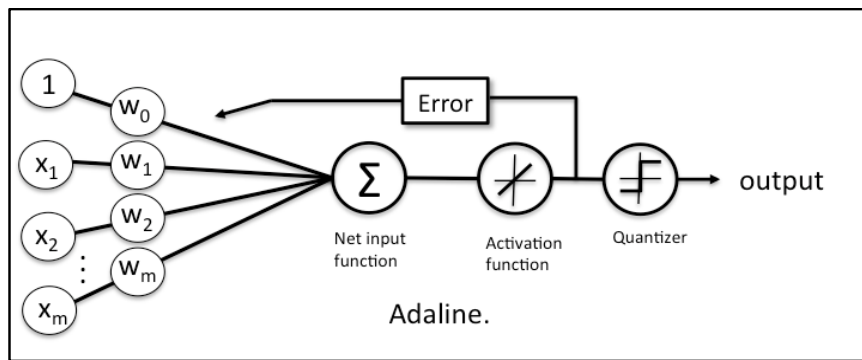 1
w0
Error
x1
w1
Σ
output
x2
w2
Net input
function
Activation
function
Quantizer
⋮
wm
xm
Adaline.